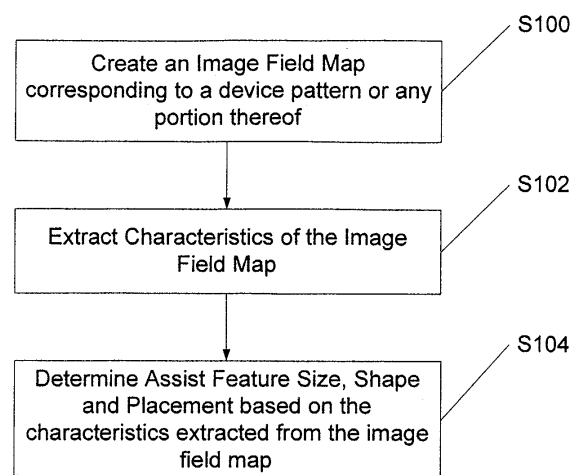 S100
Create an Image Field Map
corresponding to a device pattern or any
portion thereof
S102
Extract Characteristics of the Image
Field Map
S104
Determine Assist Feature Size, Shape
and Placement based on the
characteristics extracted from the image
field map